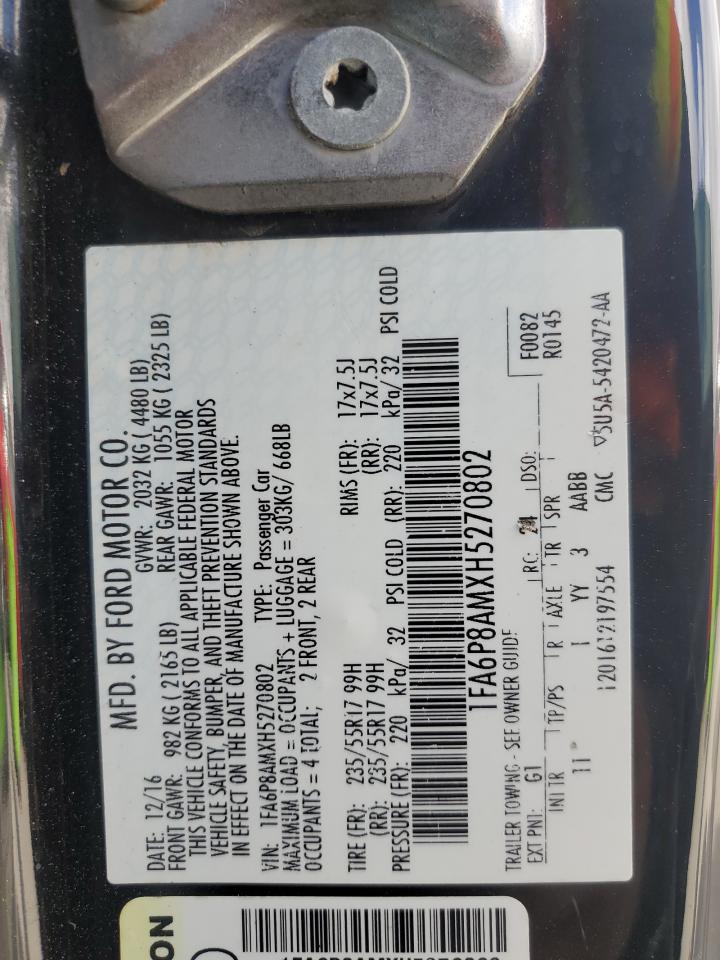 MFD. BY FORD MOTOR CO.
DATE: 12/16 GVWR: 2032 KG ( 4480 LB)
FRONT GAWR: 982 KG ( 2165 LB) REAR GAWR: 1055 KG ( 2325 LB)
THIS VEHICLE CONFORMS TO ALL APPLICABLE FEDERAL MOTOR
VEHICLE SAFETY, BUMPER, AND THEFT PREVENTION STANDARDS
IN EFFECT ON THE DATE OF MANUFACTURE SHOWN ABOVE.
VIN: 1FA6P8AMXH5270802 TYPE: Passenger Car
MAXIMUM LOAD = OCCUPANTS + LUGGAGE = 303KG/ 668LB
OCCUPANTS = 4 TOTAL; 2 FRONT, 2 REAR
TIRE (FR): 235/55R17 99H RIMS (FR): 17x7.5J
(RR): 235/55R17 99H (RR): 17x7.5J
PRESSURE (FR): 220 kPa/ 32 PSI COLD (RR): 220 kPa/ 32 PSI COLD
1FA6P8AMXH5270802
TRAILER TOWING - SEE OWNER GUIDE
F0082
EXT PNT: G1 RC: 24 DSO: R0145
INT TR TP/PS R AXLE TR SPR
11 1 YY 3 AABB
1201612197554 CMC 5U5A-5420472-AA
ON